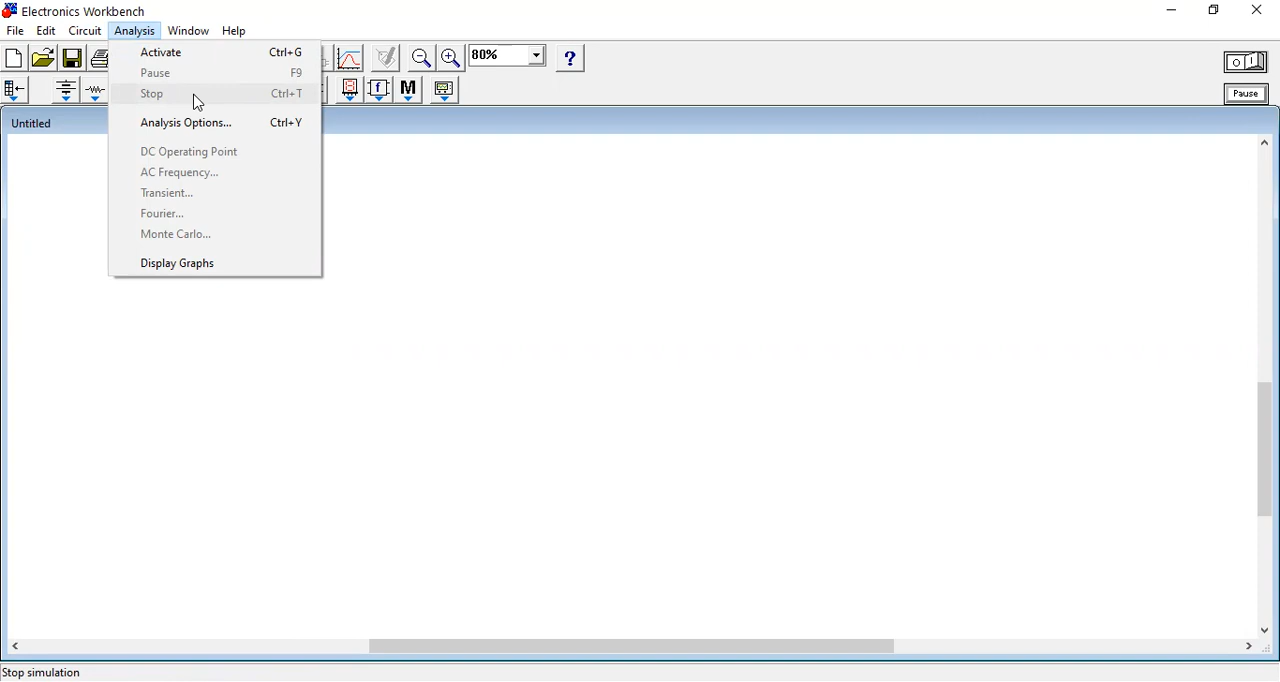 Electronics Workbench
File Edit Circuit Analysis Window Help
Activate Ctrl+G
Pause F9
Stop Ctrl+T
Analysis Options... Ctrl+Y
DC Operating Point
AC Frequency...
Transient...
Fourier...
Monte Carlo...
Display Graphs
80% ?
f M
Pause
Untitled
Stop simulation